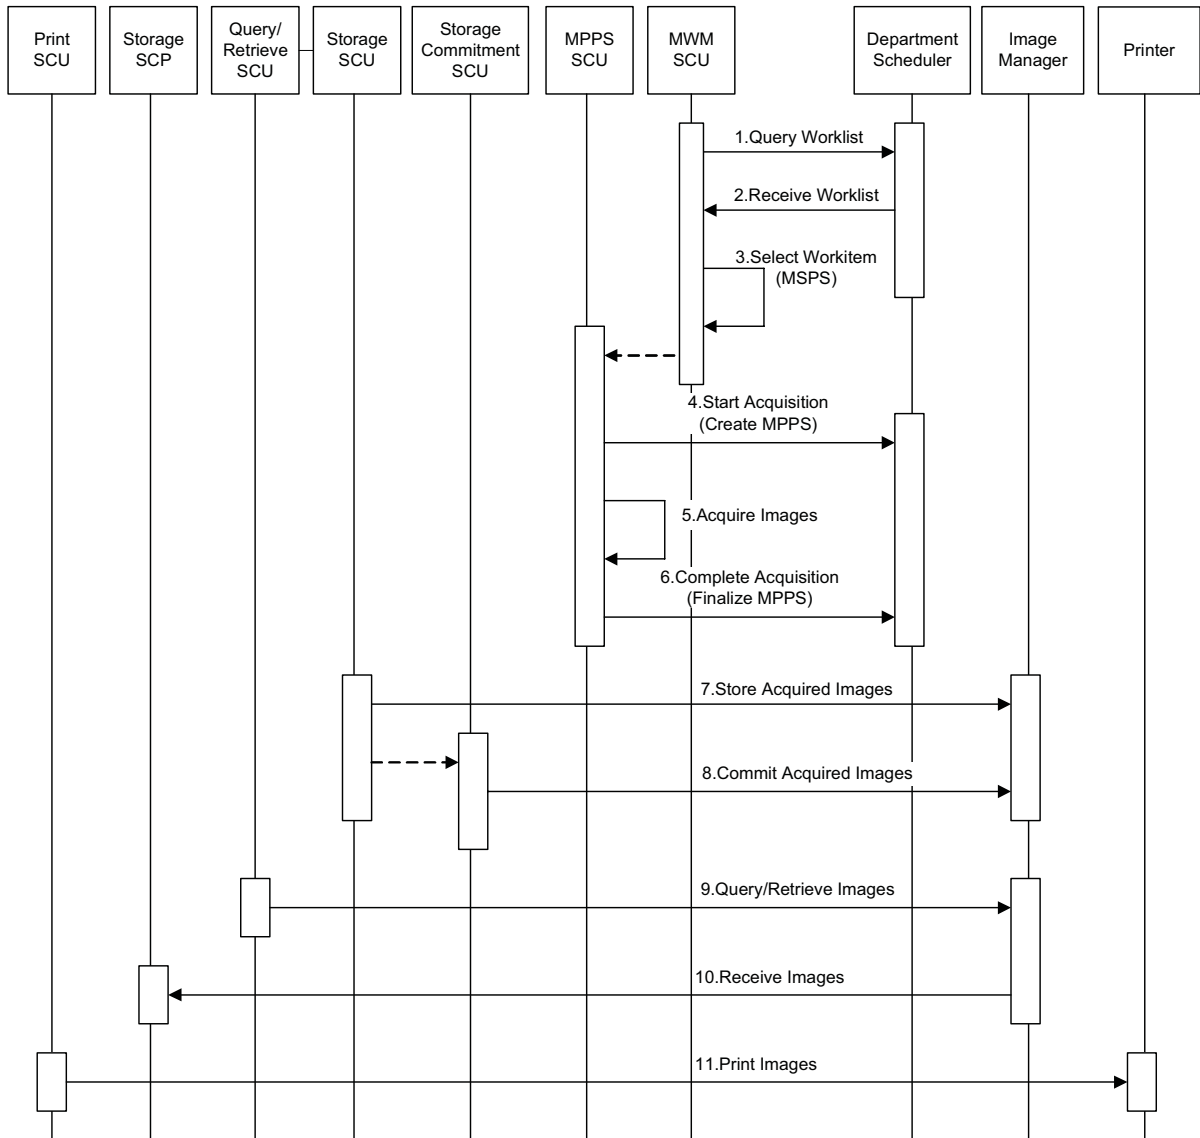 Print
SCU
Storage
SCP
Query/
Retrieve
SCU
Storage
SCU
Storage
Commitment
SCU
MPPS
SCU
MWM
SCU
Department
Scheduler
Image
Manager
Printer
1.Query Worklist
2.Receive Worklist
3.Select Workitem
(MSPS)
4.Start Acquisition
(Create MPPS)
5.Acquire Images
6.Complete Acquisition
(Finalize MPPS)
7.Store Acquired Images
8.Commit Acquired Images
9.Query/Retrieve Images
10.Receive Images
11.Print Images